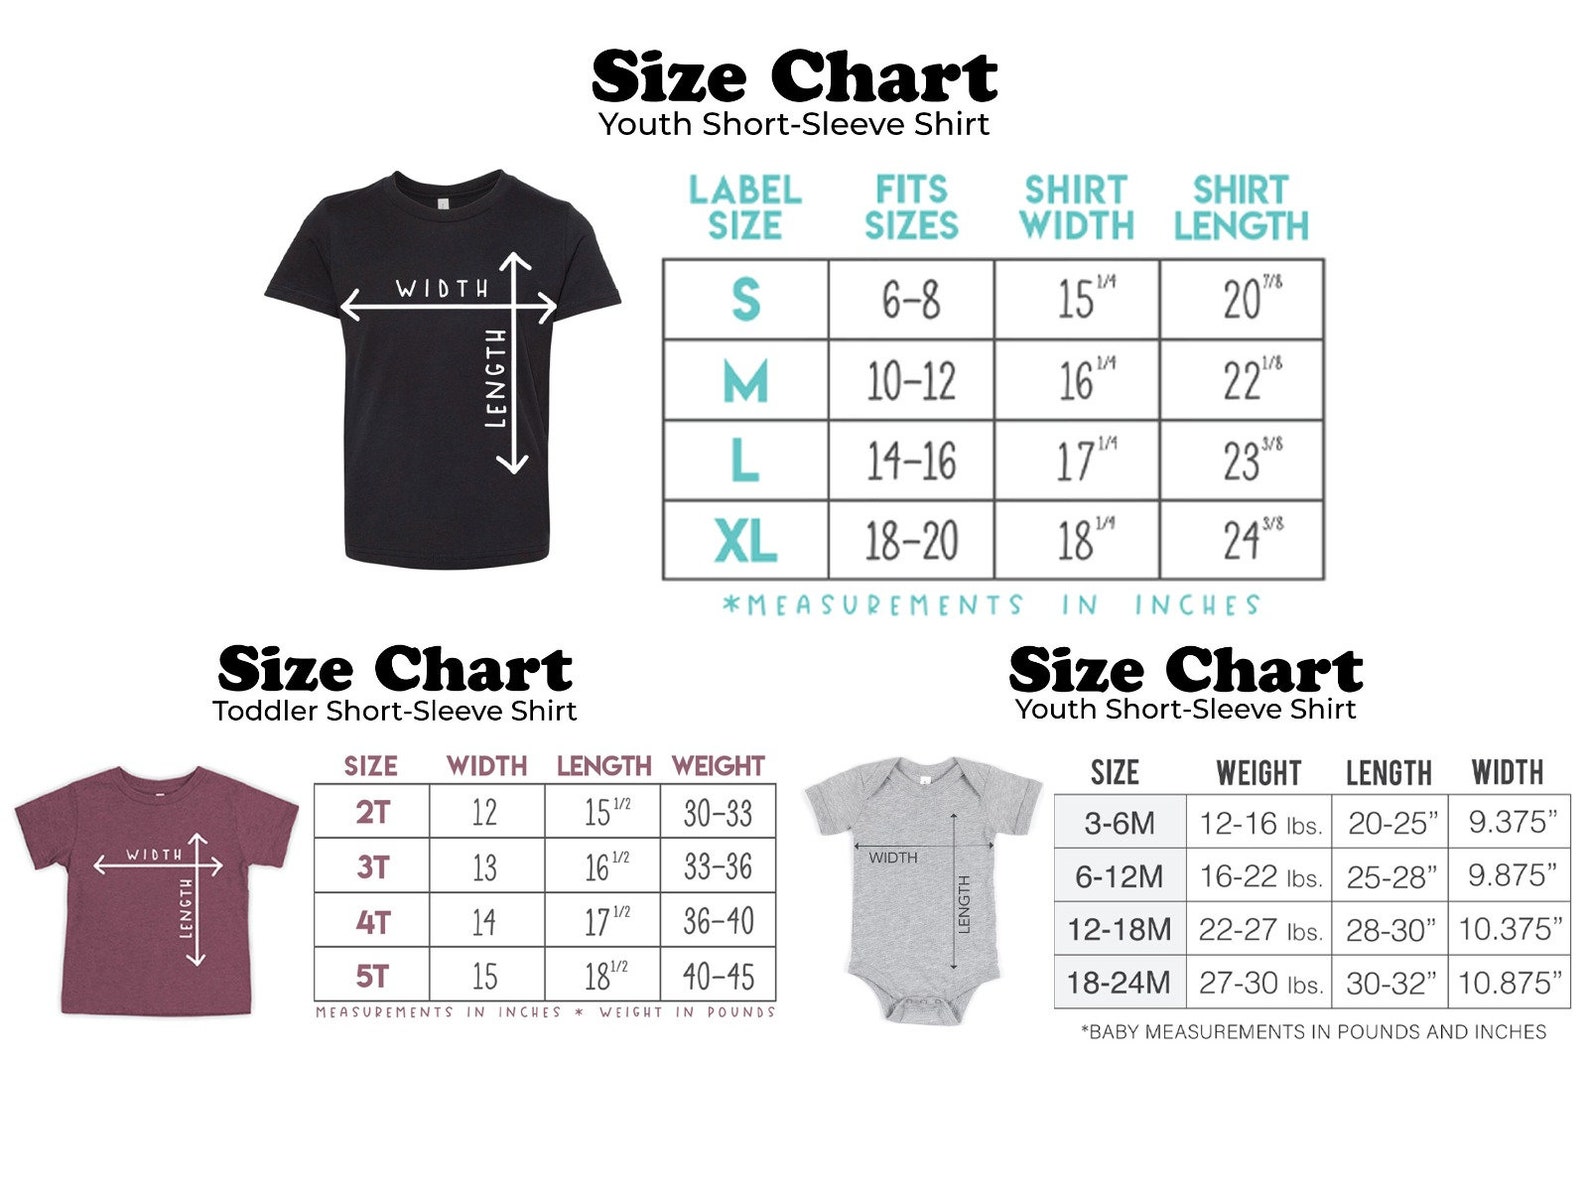 Size Chart
Youth Short-Sleeve Shirt
WIDTH
LENGTH
LABEL SIZE FITS SIZES SHIRT WIDTH SHIRT LENGTH
S 6–8 15 1/4 20 7/8
M 10–12 16 1/4 22 1/8
L 14–16 17 1/4 23 3/8
XL 18–20 18 1/4 24 3/8
*MEASUREMENTS IN INCHES
Size Chart
Toddler Short-Sleeve Shirt
WIDTH
LENGTH
SIZE WIDTH LENGTH WEIGHT
2T 12 15 1/2 30–33
3T 13 16 1/2 33–36
4T 14 17 1/2 36–40
5T 15 18 1/2 40–45
MEASUREMENTS IN INCHES * WEIGHT IN POUNDS
Size Chart
Youth Short-Sleeve Shirt
WIDTH
LENGTH
SIZE WEIGHT LENGTH WIDTH
3-6M 12-16 lbs. 20-25” 9.375”
6-12M 16-22 lbs. 25-28” 9.875”
12-18M 22-27 lbs. 28-30” 10.375”
18-24M 27-30 lbs. 30-32” 10.875”
*BABY MEASUREMENTS IN POUNDS AND INCHES